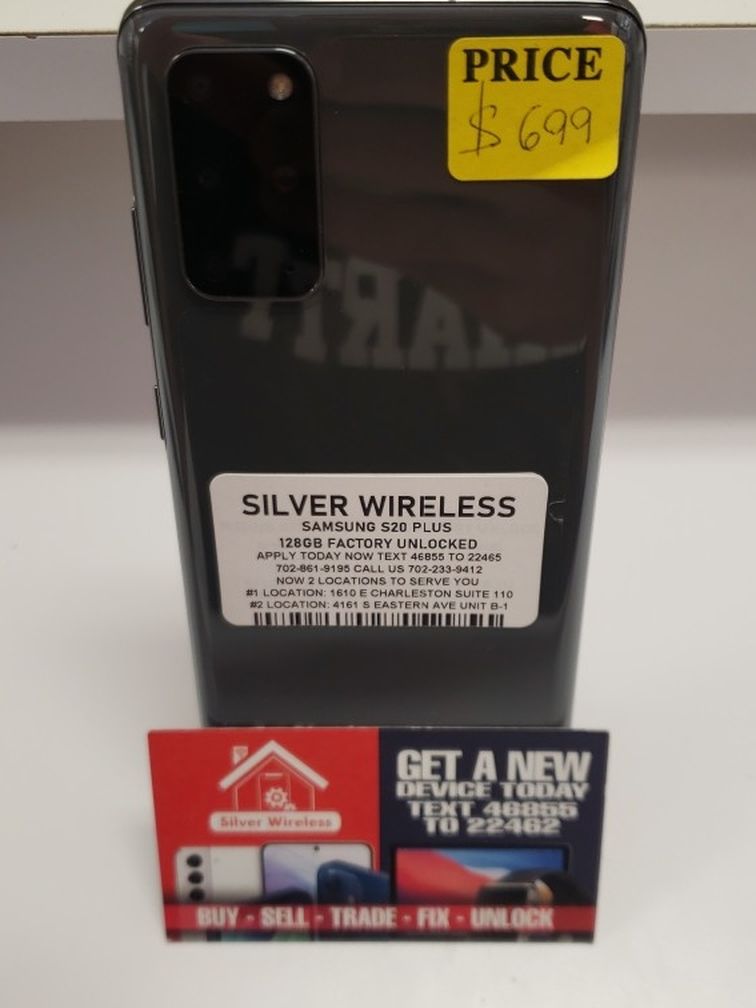 PRICE
$699
SILVER WIRELESS
SAMSUNG S20 PLUS
128GB FACTORY UNLOCKED
APPLY TODAY NOW TEXT 46855 TO 22465
702-861-9195 CALL US 702-233-9412
NOW 2 LOCATIONS TO SERVE YOU
#1 LOCATION: 1610 E CHARLESTON SUITE 110
#2 LOCATION: 4161 S EASTERN AVE UNIT B-1
Silver Wireless
GET A NEW
DEVICE TODAY
TEXT 46855
TO 22462
BUY - SELL - TRADE - FIX - UNLOCK